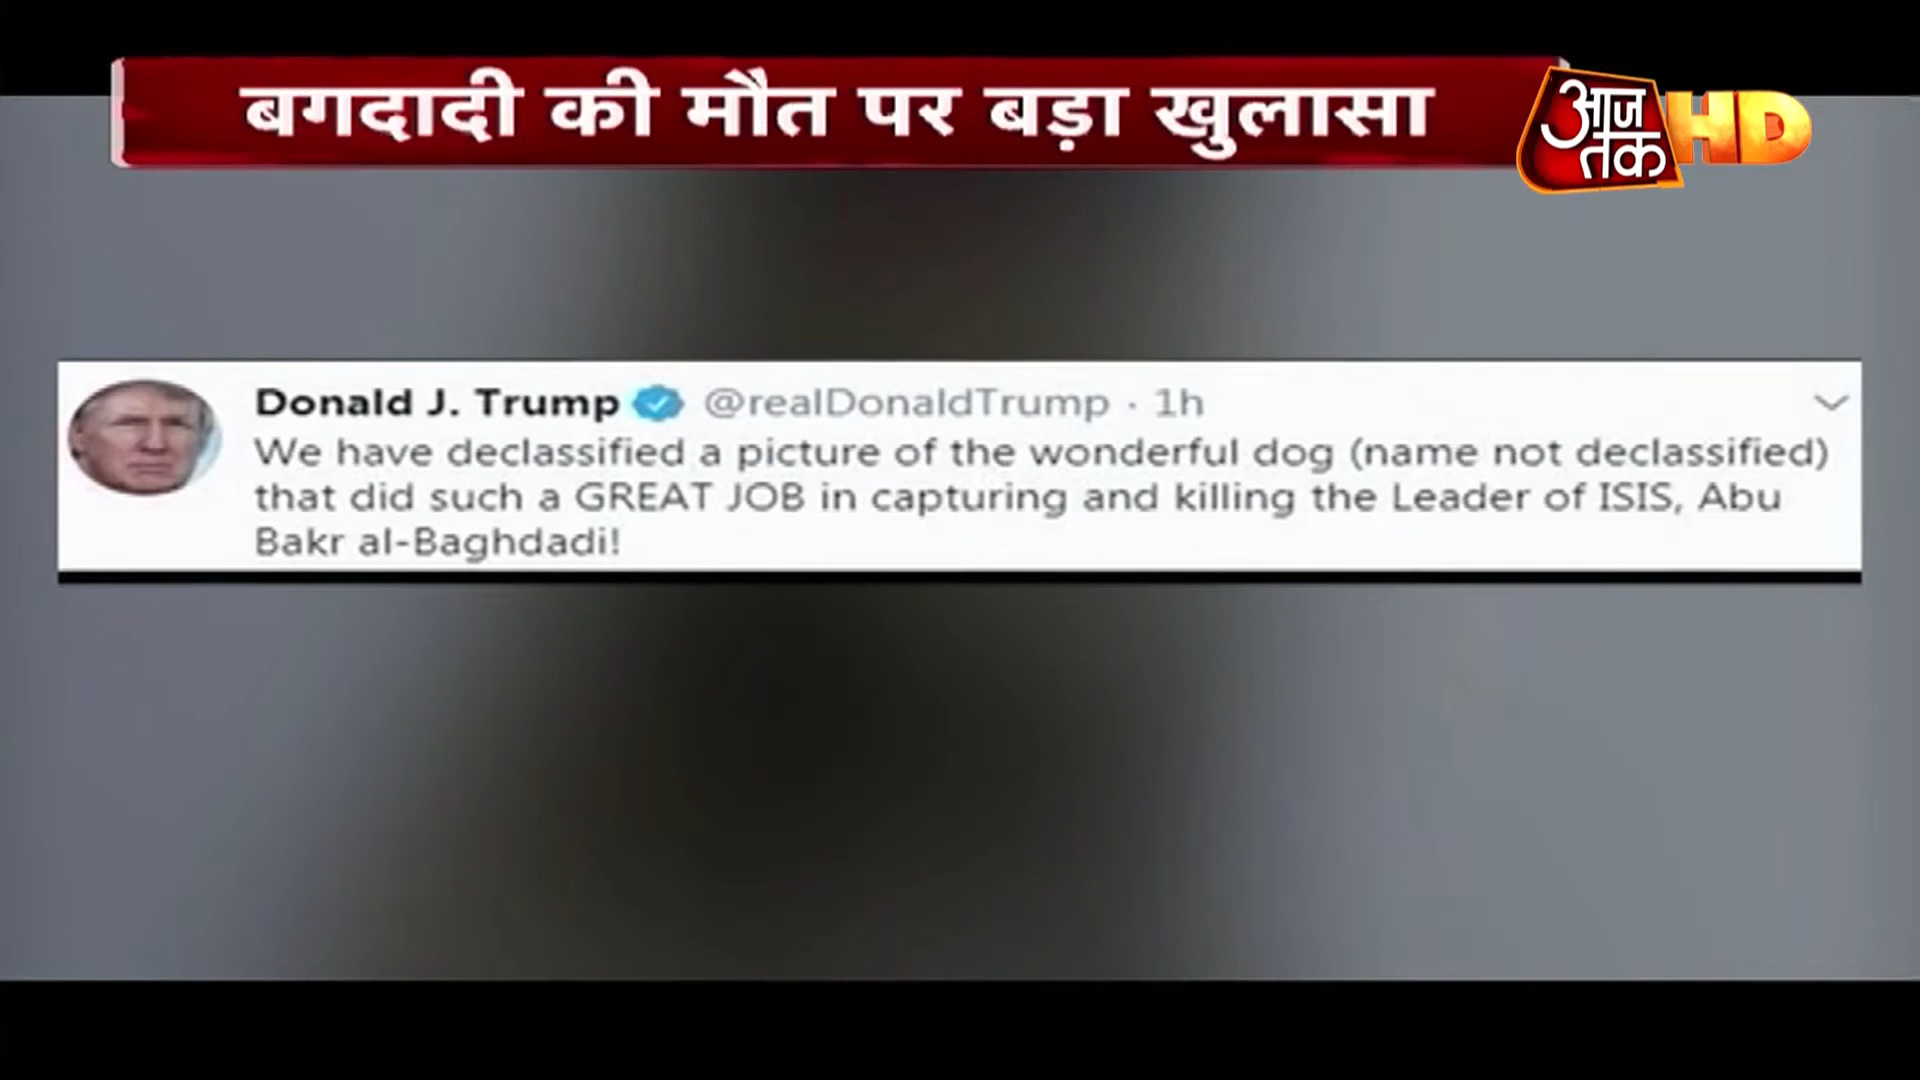 बगदादी की मौत पर बड़ा खुलासा
आज
तक
HD
Donald J. Trump @realDonaldTrump · 1h
We have declassified a picture of the wonderful dog (name not declassified)
that did such a GREAT JOB in capturing and killing the Leader of ISIS, Abu
Bakr al-Baghdadi!